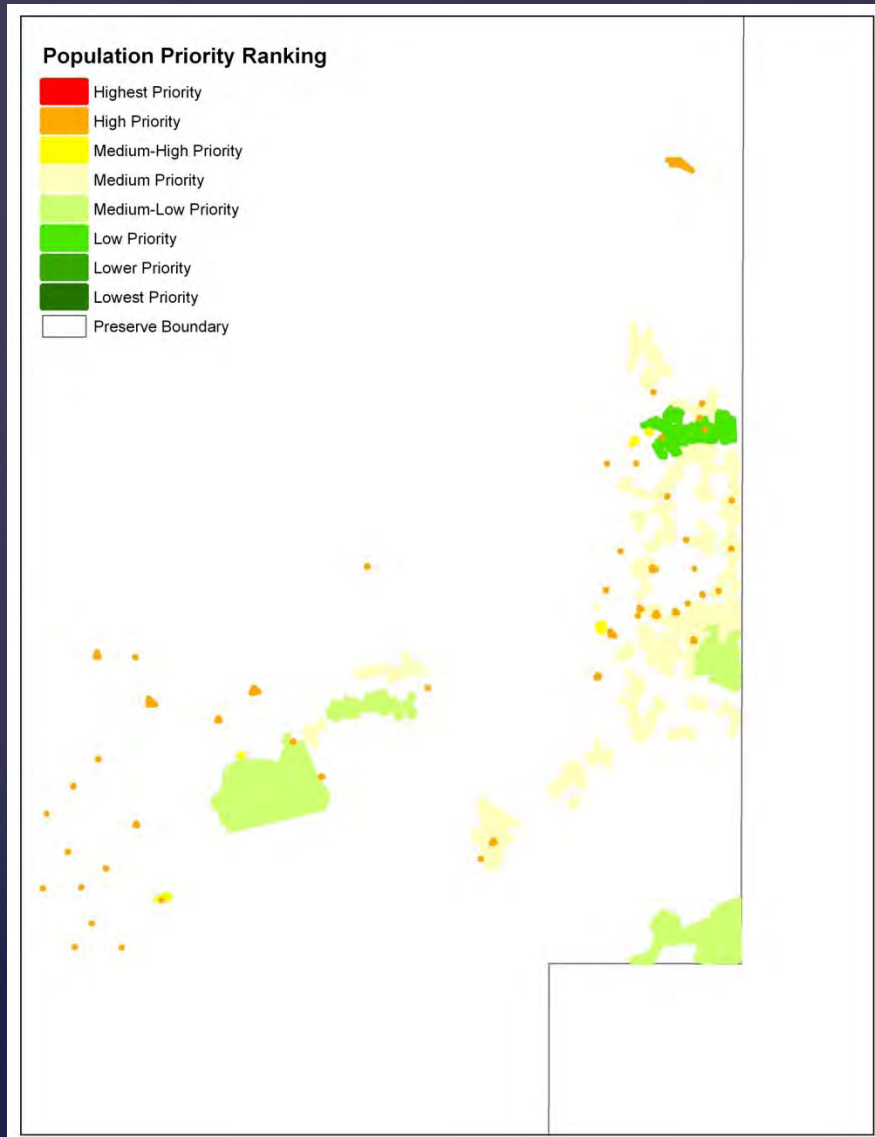 Population Priority Ranking
Highest Priority
High Priority
Medium-High Priority
Medium Priority
Medium-Low Priority
Low Priority
Lower Priority
Lowest Priority
Preserve Boundary